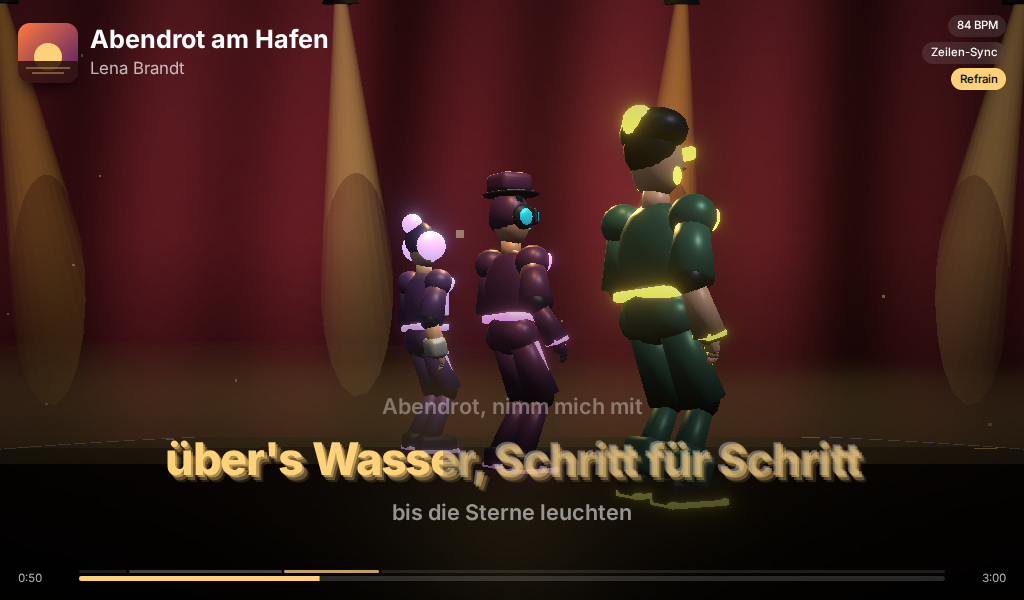 Abendrot am Hafen
Lena Brandt
84 BPM
Zeilen-Sync
Refrain
Abendrot, nimm mich mit
über's Wasser, Schritt für Schritt
bis die Sterne leuchten
0:50
3:00